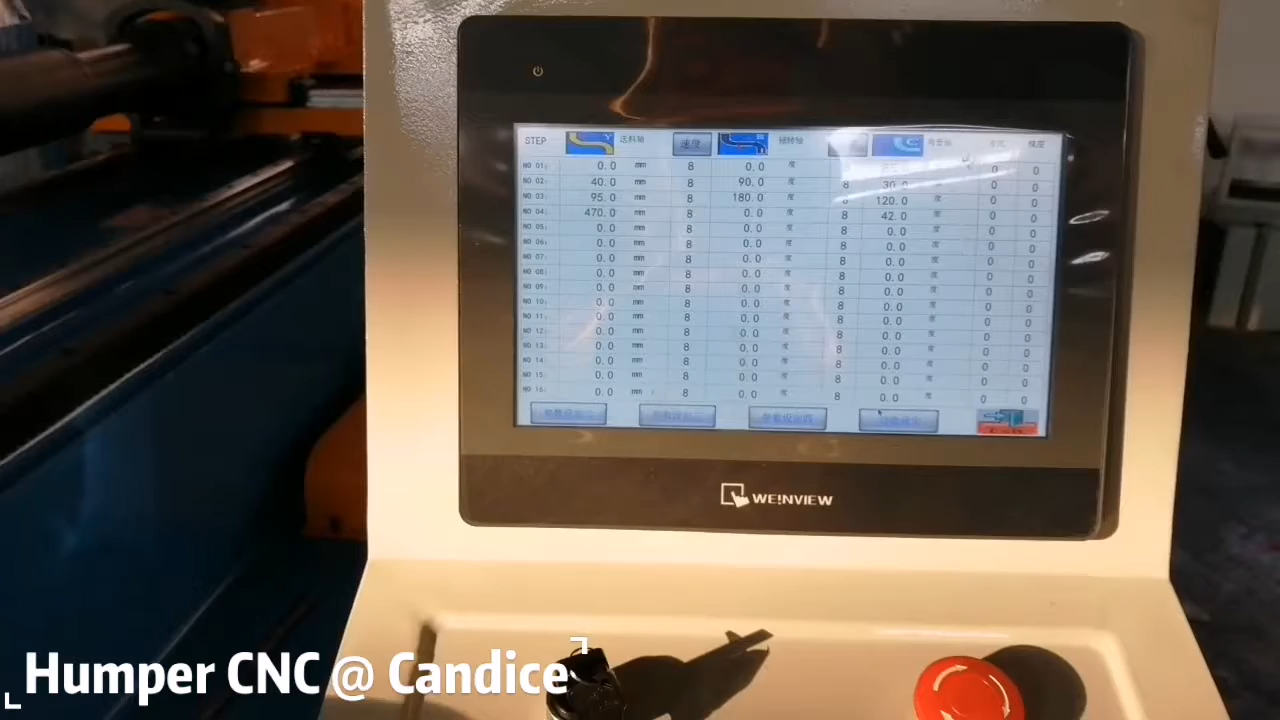 STEP Y 送料轴 速度 B 倾转轴 C 弯管轴 速度
NO 01: 0.0 mm 8 0.0 度 0 0
NO 02: 40.0 mm 8 90.0 度 8 30.0 0 0
NO 03: 95.0 mm 8 180.0 度 8 120.0 度 0 0
NO 04: 470.0 mm 8 0.0 度 8 42.0 度 0 0
NO 05: 0.0 mm 8 0.0 度 8 0.0 度 0 0
NO 06: 0.0 mm 8 0.0 度 8 0.0 度 0 0
NO 07: 0.0 mm 8 0.0 度 8 0.0 度 0 0
NO 08: 0.0 mm 8 0.0 度 8 0.0 度 0 0
NO 09: 0.0 mm 8 0.0 度 8 0.0 度 0 0
NO 10: 0.0 mm 8 0.0 度 8 0.0 度 0 0
NO 11: 0.0 mm 8 0.0 度 8 0.0 度 0 0
NO 12: 0.0 mm 8 0.0 度 8 0.0 度 0 0
NO 13: 0.0 mm 8 0.0 度 8 0.0 度 0 0
NO 14: 0.0 mm 8 0.0 度 8 0.0 度 0 0
NO 15: 0.0 mm 8 0.0 度 8 0.0 度 0 0
NO 16: 0.0 mm 8 0.0 度 8 0.0 度 0 0
WE!NVIEW
Humper CNC @ Candice